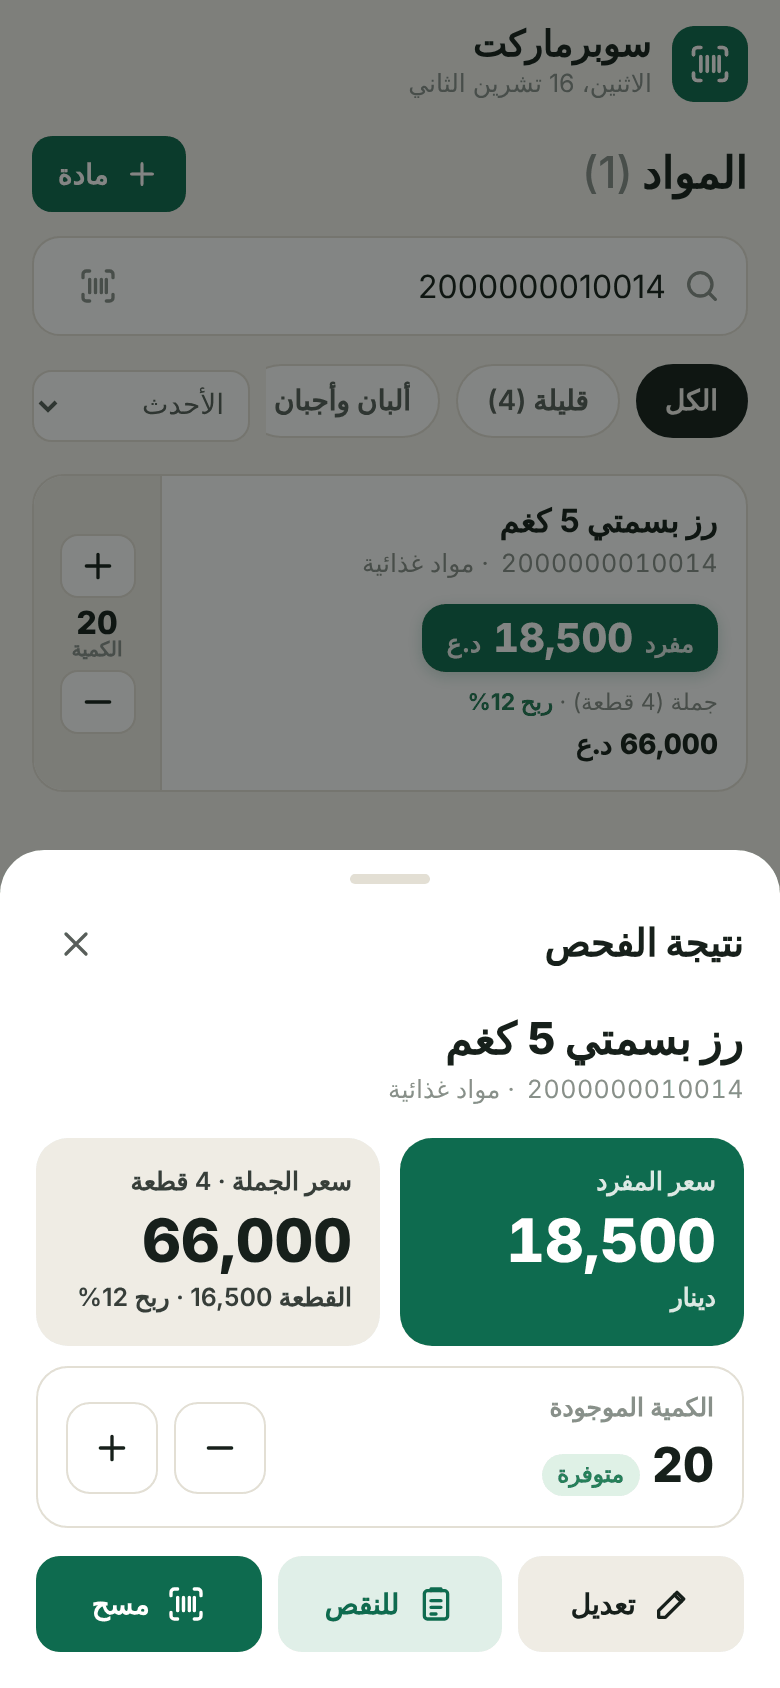 سوبرماركت
الاثنين، 16 تشرين الثاني
المواد (1)
مادة
2000000010014
الكل
قليلة (4)
ألبان وأجبان
الأحدث
رز بسمتي 5 كغم
2000000010014 · مواد غذائية
مفرد 18,500 د.ع
جملة (4 قطعة) · ربح 12%
66,000 د.ع
20
الكمية
نتيجة الفحص
رز بسمتي 5 كغم
2000000010014 · مواد غذائية
سعر المفرد
18,500
دينار
سعر الجملة · 4 قطعة
66,000
القطعة 16,500 · ربح 12%
الكمية الموجودة
20 متوفرة
تعديل
للنقص
مسح